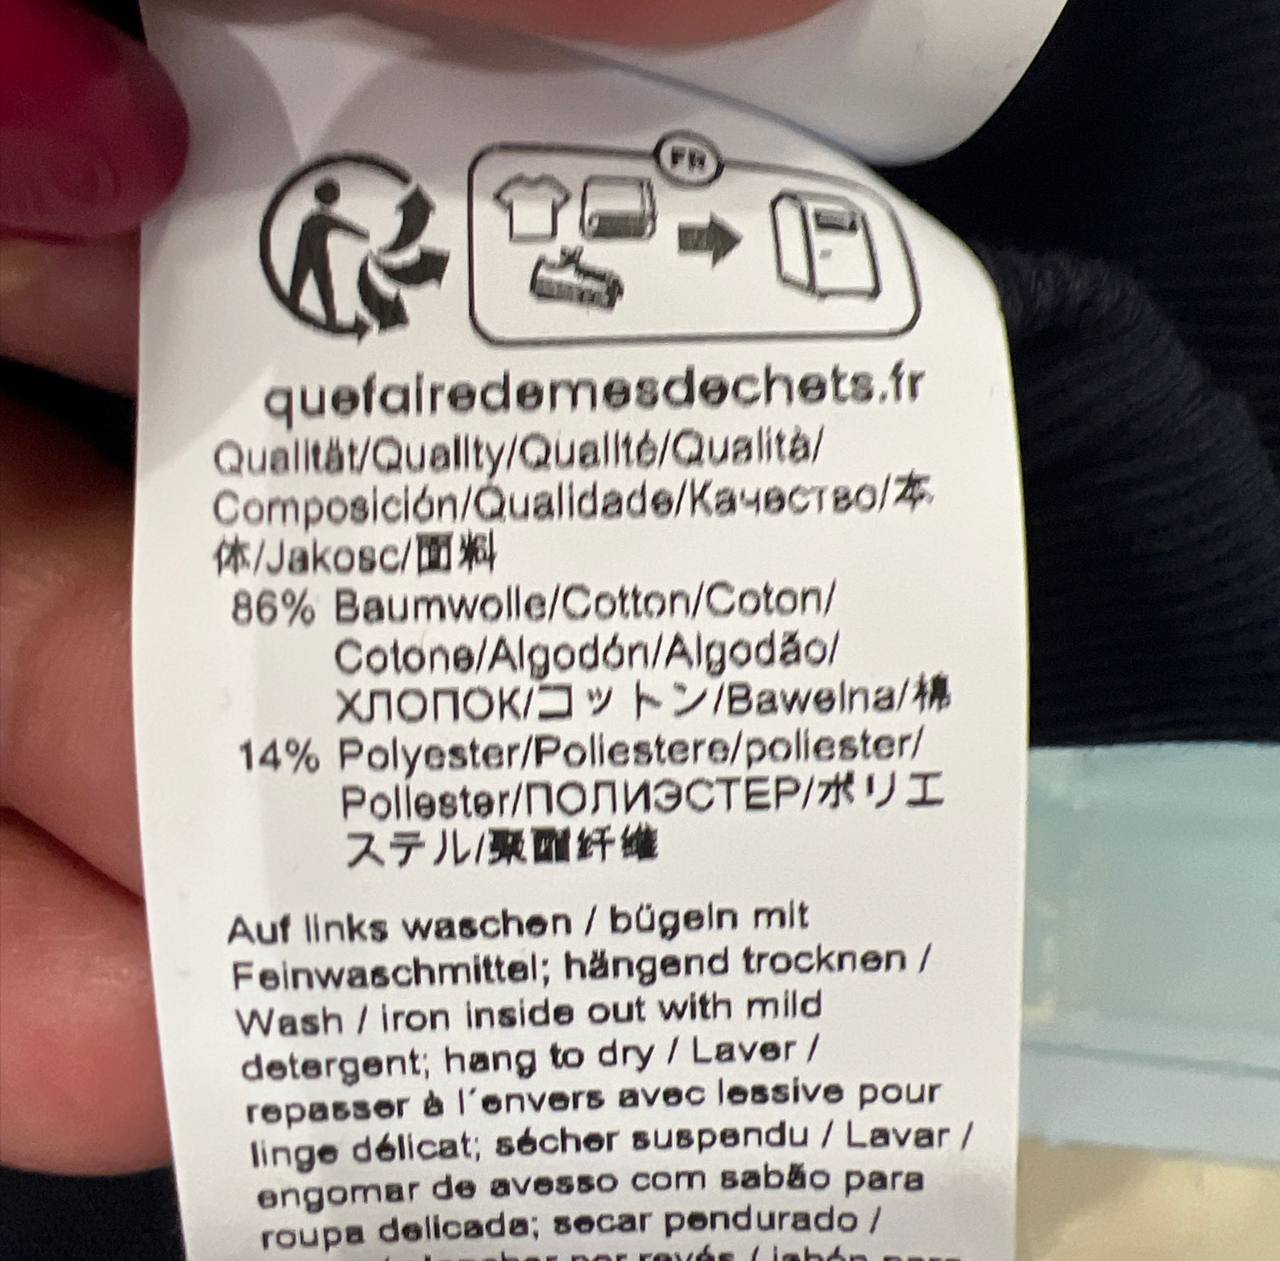 FR
quefairedemesdechets.fr
Qualität/Quality/Qualité/Qualità/
Composición/Qualidade/Качество/本
体/Jakosc/面料
86% Baumwolle/Cotton/Coton/
Cotone/Algodón/Algodão/
ХЛОПОК/コットン/Bawelna/棉
14% Polyester/Poliestere/poliester/
Poliester/ПОЛИЭСТЕР/ポリエ
ステル/聚酯纤维
Auf links waschen / bügeln mit
Feinwaschmittel; hängend trocknen /
Wash / iron inside out with mild
detergent; hang to dry / Laver /
repasser à l´envers avec lessive pour
linge délicat; sécher suspendu / Lavar /
engomar de avesso com sabão para
roupa delicada; secar pendurado /
por revés / jabón para